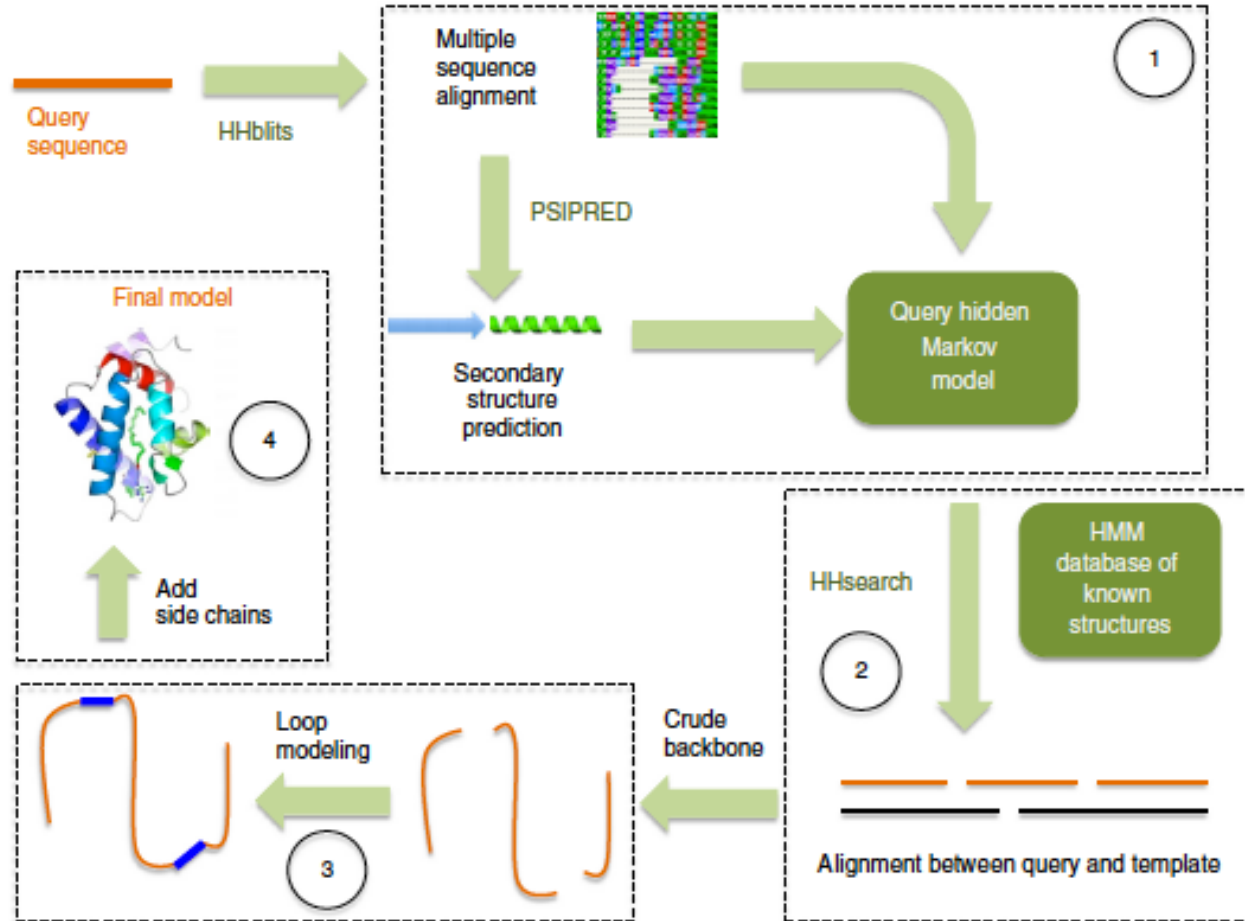 Query
sequence
HHblits
Multiple
sequence
alignment
1
PSIPRED
Secondary
structure
prediction
Query hidden
Markov
model
HHsearch
HMM
database of
known
structures
2
Alignment between query and template
Crude
backbone
Loop
modeling
3
Final model
4
Add
side chains